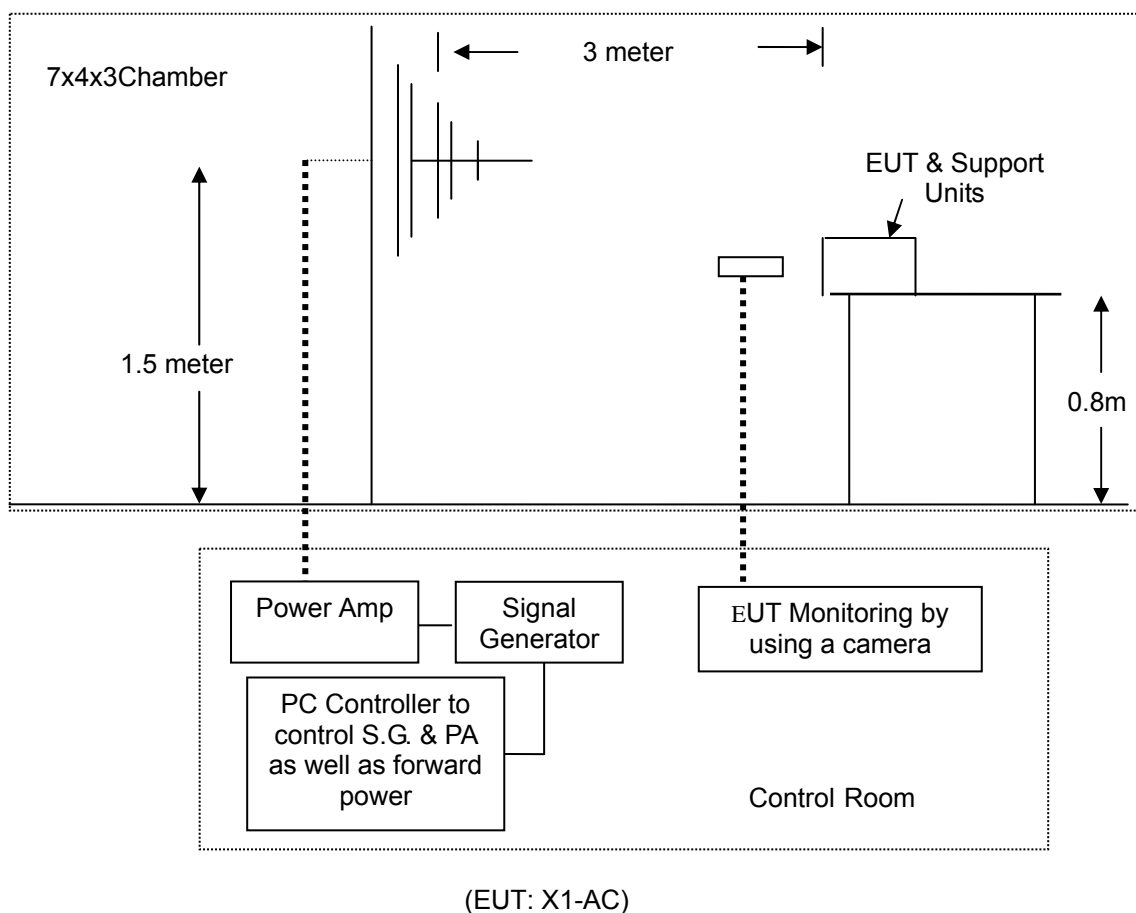 3 meter
7x4x3Chamber
EUT & Support
Units
1.5 meter
0.8m
Power Amp
Signal
Generator
EUT Monitoring by
using a camera
PC Controller to
control S.G. & PA
as well as forward
power
Control Room
(EUT: X1-AC)